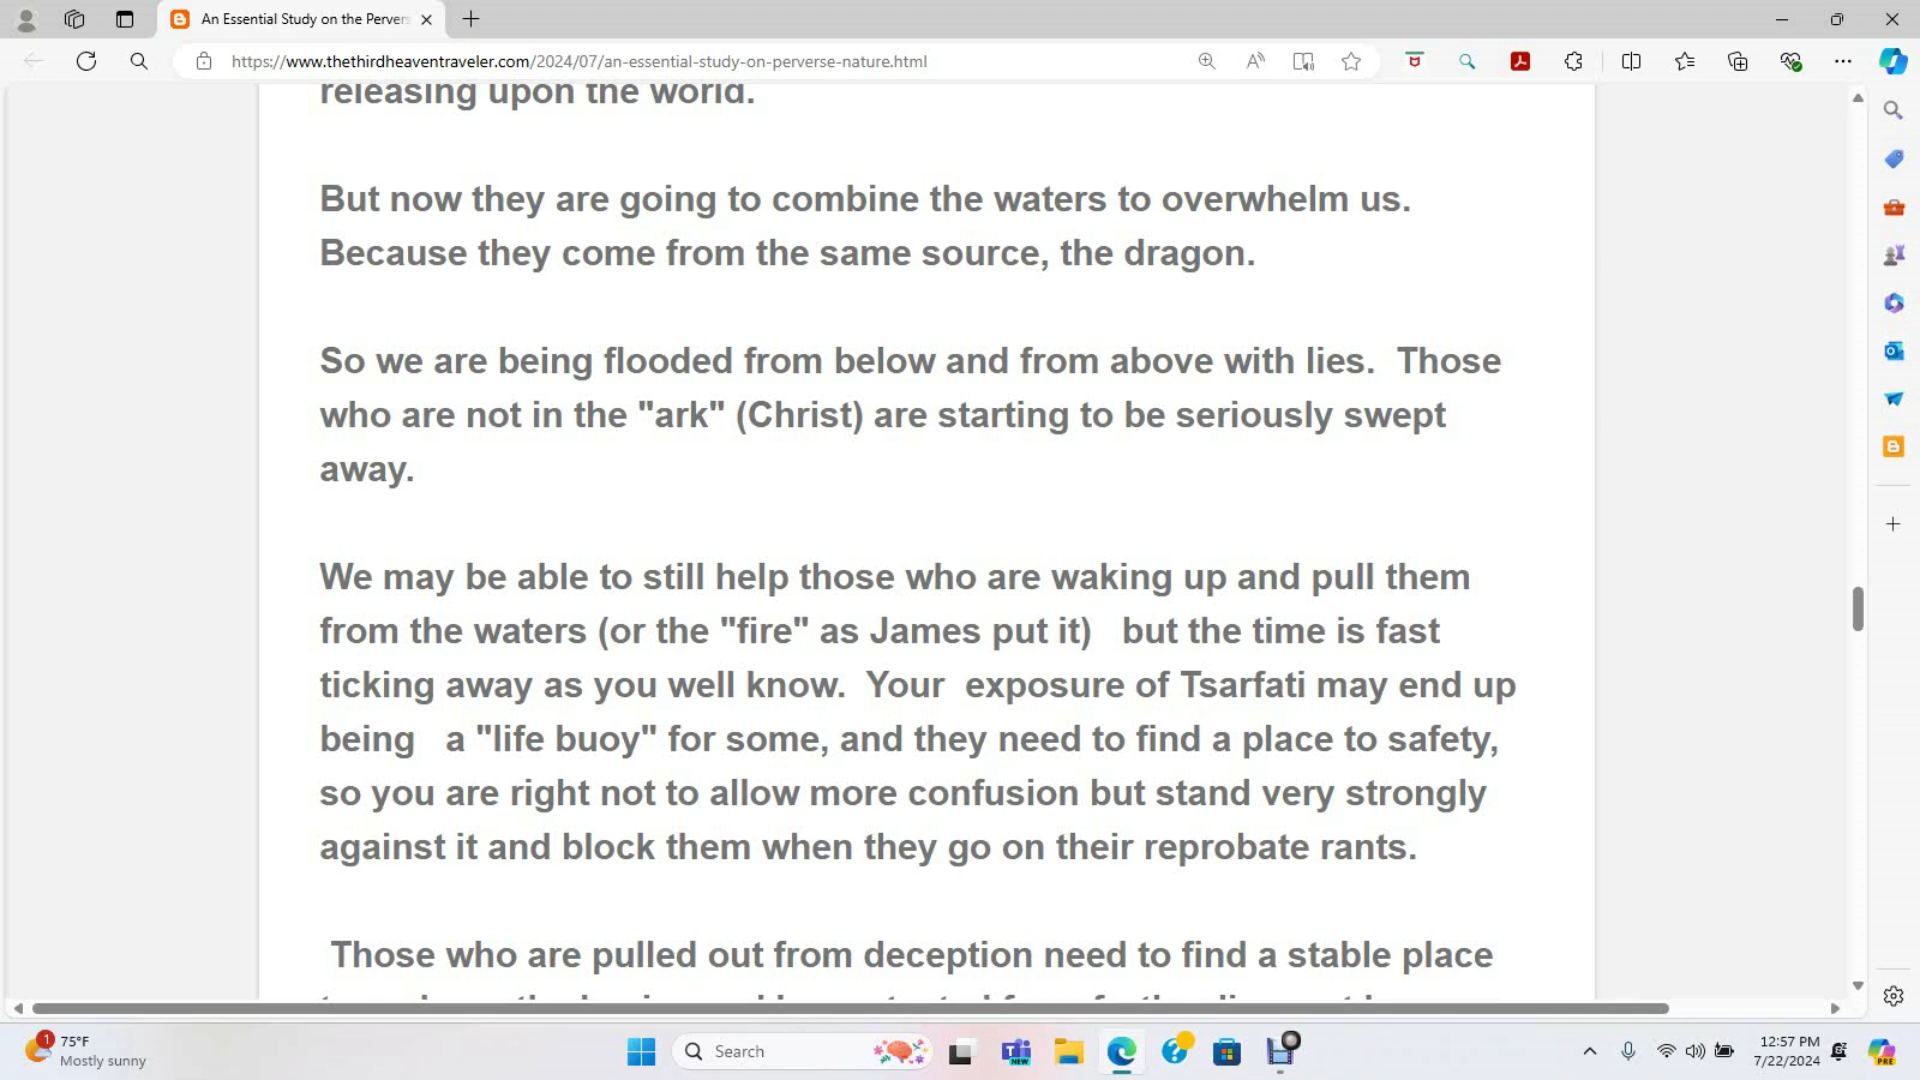 An Essential Study on the Pervers
https://www.thethirdheaventraveler.com/2024/07/an-essential-study-on-perverse-nature.html
releasing upon the world.
But now they are going to combine the waters to overwhelm us.
Because they come from the same source, the dragon.
So we are being flooded from below and from above with lies.  Those
who are not in the "ark" (Christ) are starting to be seriously swept
away.
We may be able to still help those who are waking up and pull them
from the waters (or the "fire" as James put it)   but the time is fast
ticking away as you well know.  Your  exposure of Tsarfati may end up
being   a "life buoy" for some, and they need to find a place to safety,
so you are right not to allow more confusion but stand very strongly
against it and block them when they go on their reprobate rants.
Those who are pulled out from deception need to find a stable place
1
75°F
Mostly sunny
Search
NEW
12:57 PM
7/22/2024
PRE